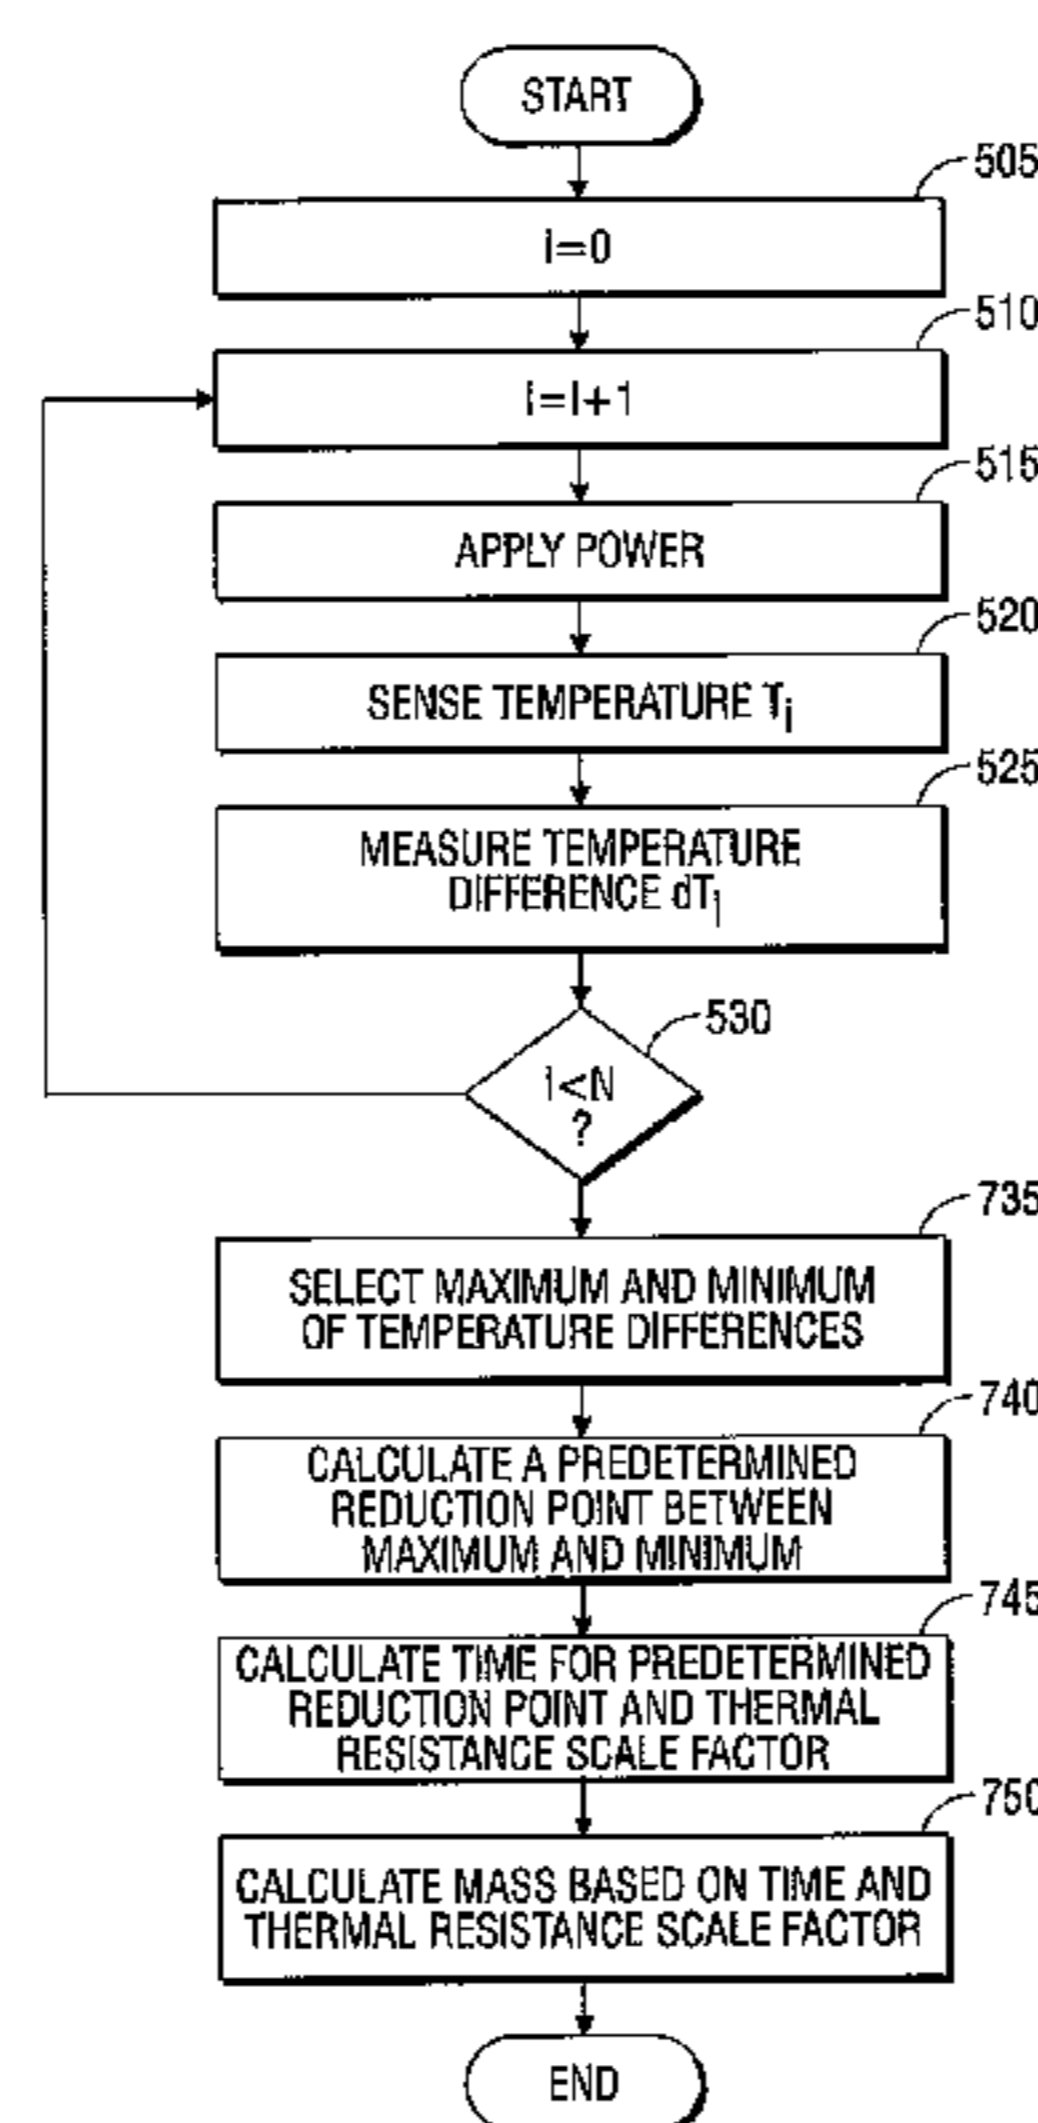 START
505
i=0
510
i=i+1
515
APPLY POWER
520
SENSE TEMPERATURE Ti
525
MEASURE TEMPERATURE
DIFFERENCE dTi
530
i<N
?
735
SELECT MAXIMUM AND MINIMUM
OF TEMPERATURE DIFFERENCES
740
CALCULATE A PREDETERMINED
REDUCTION POINT BETWEEN
MAXIMUM AND MINIMUM
745
CALCULATE TIME FOR PREDETERMINED
REDUCTION POINT AND THERMAL
RESISTANCE SCALE FACTOR
750
CALCULATE MASS BASED ON TIME AND
THERMAL RESISTANCE SCALE FACTOR
END